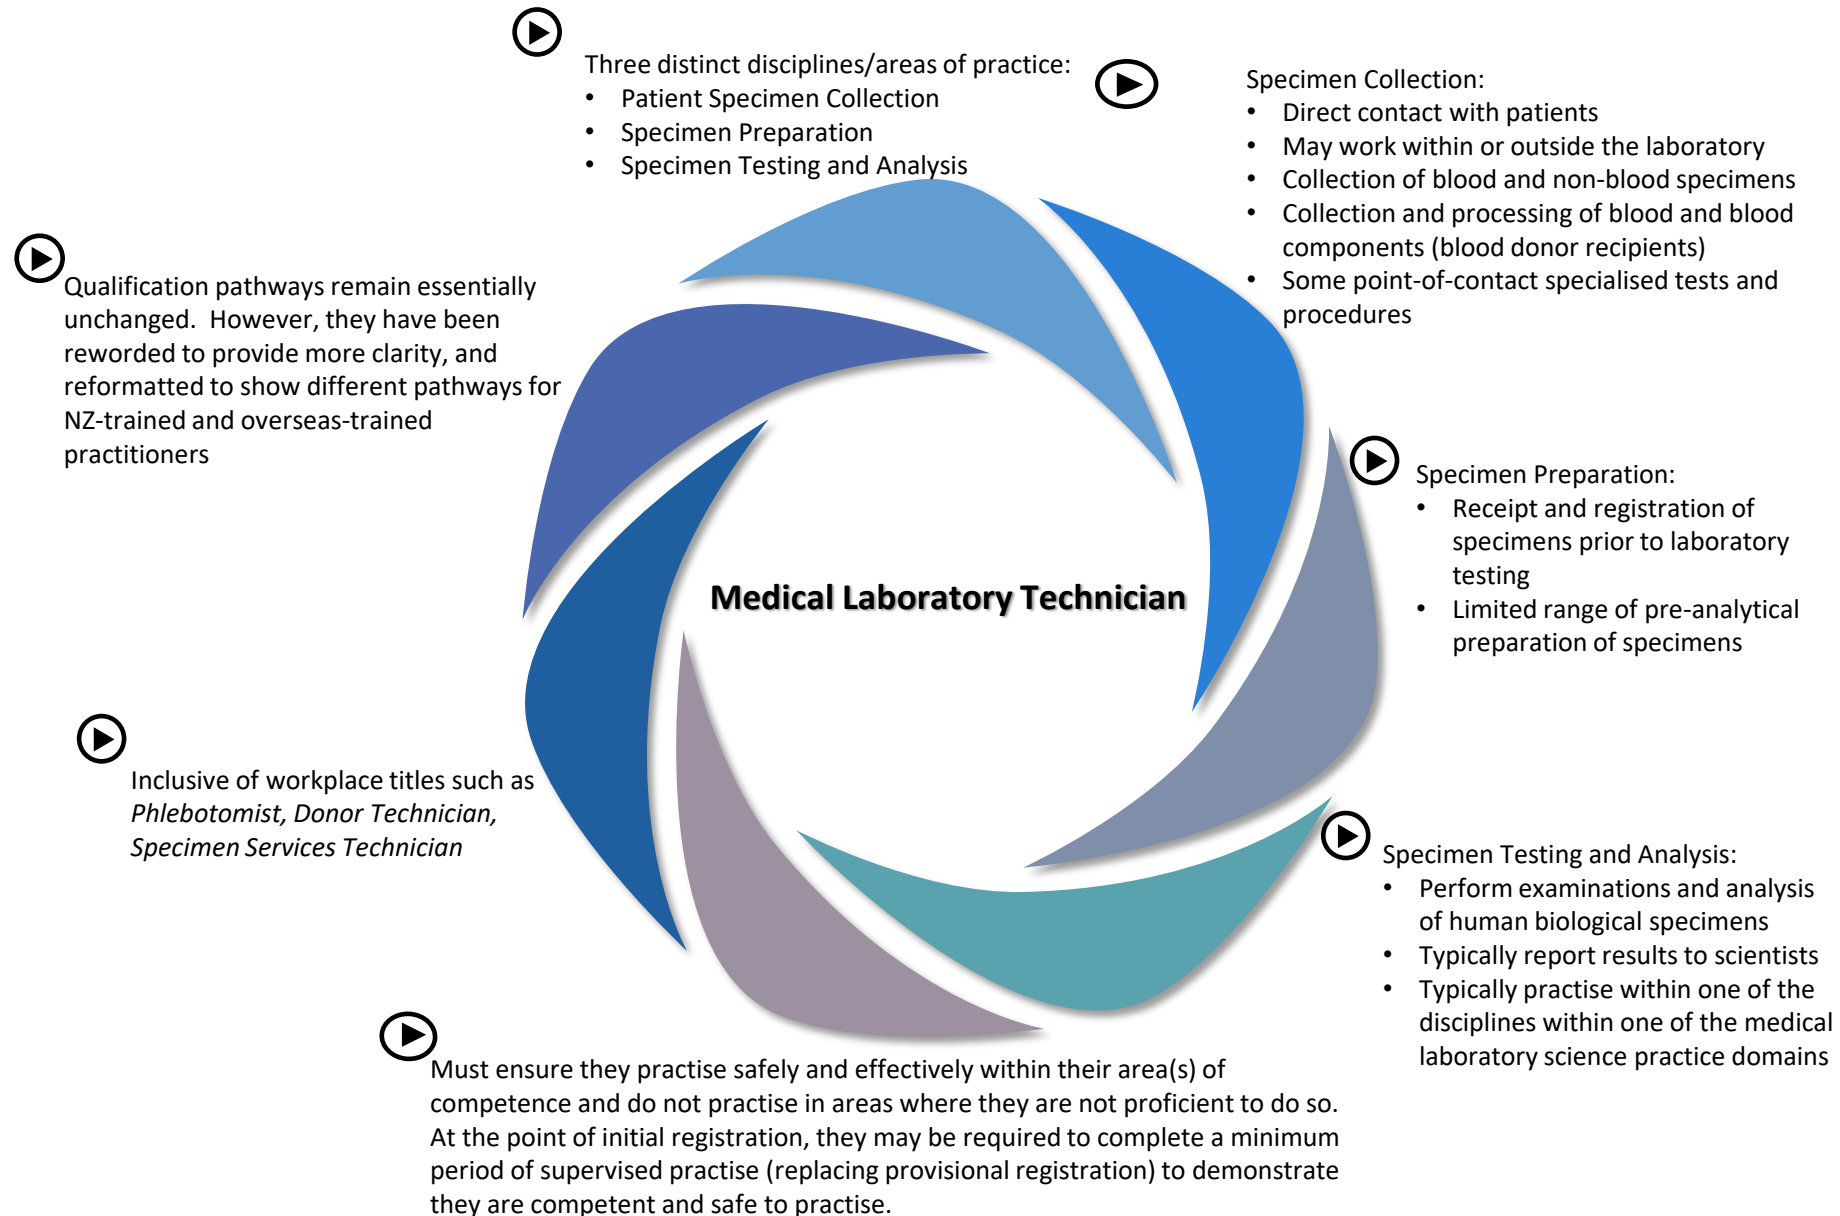 Three distinct disciplines/areas of practice:
• Patient Specimen Collection
• Specimen Preparation
• Specimen Testing and Analysis
Specimen Collection:
• Direct contact with patients
• May work within or outside the laboratory
• Collection of blood and non-blood specimens
• Collection and processing of blood and blood
components (blood donor recipients)
• Some point-of-contact specialised tests and
procedures
Qualification pathways remain essentially
unchanged.  However, they have been
reworded to provide more clarity, and
reformatted to show different pathways for
NZ-trained and overseas-trained
practitioners
Specimen Preparation:
• Receipt and registration of
specimens prior to laboratory
testing
• Limited range of pre-analytical
preparation of specimens
Medical Laboratory Technician
Inclusive of workplace titles such as
Phlebotomist, Donor Technician,
Specimen Services Technician
Specimen Testing and Analysis:
• Perform examinations and analysis
of human biological specimens
• Typically report results to scientists
• Typically practise within one of the
disciplines within one of the medical
laboratory science practice domains
Must ensure they practise safely and effectively within their area(s) of
competence and do not practise in areas where they are not proficient to do so.
At the point of initial registration, they may be required to complete a minimum
period of supervised practise (replacing provisional registration) to demonstrate
they are competent and safe to practise.